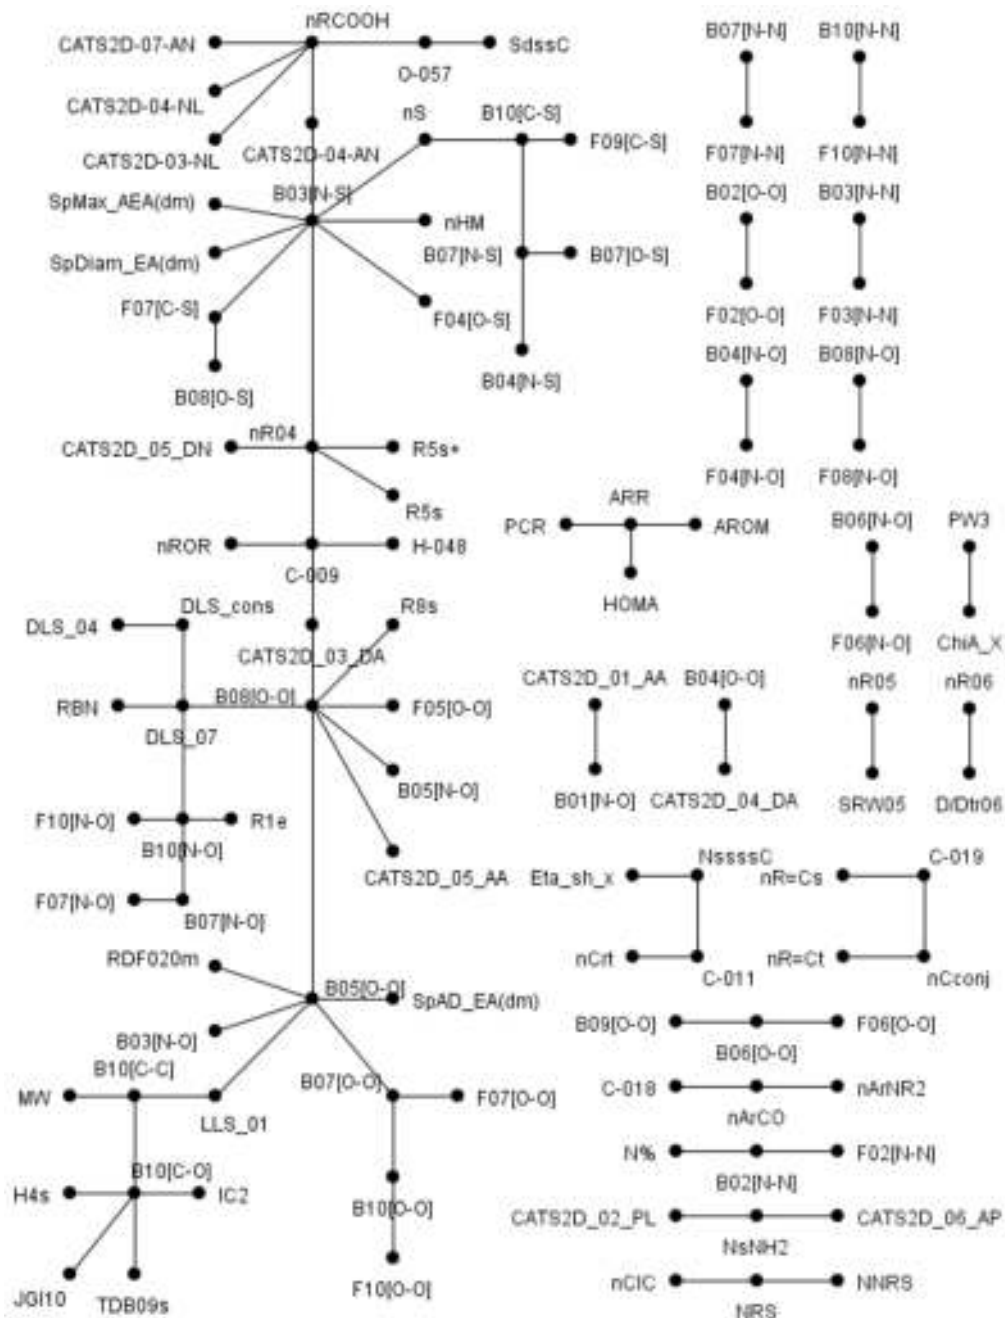 nRCOOH
CATS2D-07-AN
SdssC
O-057
CATS2D-04-NL
nS
B10[C-S]
F09[C-S]
CATS2D-03-NL
CATS2D-04-AN
B03[N-S]
SpMax_AEA(dm)
nHM
SpDiam_EA(dm)
B07[N-S]
B07[O-S]
F07[C-S]
F04[O-S]
B04[N-S]
B08[O-S]
CATS2D_05_DN
nR04
R5s+
R5s
nROR
H-048
C-009
DLS_cons
R8s
DLS_04
CATS2D_03_DA
B08[O-O]
RBN
F05[O-O]
DLS_07
B05[N-O]
F10[N-O]
R1e
B10[N-O]
CATS2D_05_AA
F07[N-O]
B07[N-O]
RDF020m
B05[O-O]
SpAD_EA(dm)
B03[N-O]
B10[C-C]
B07[O-O]
MW
F07[O-O]
LLS_01
B10[C-O]
H4s
IC2
B10[O-O]
JGI10
TDB09s
F10[O-O]
B07[N-N]
B10[N-N]
F07[N-N]
F10[N-N]
B02[O-O]
B03[N-N]
F02[O-O]
F03[N-N]
B04[N-O]
B08[N-O]
F04[N-O]
F08[N-O]
ARR
PCR
AROM
HOMA
B06[N-O]
PW3
F06[N-O]
ChiA_X
CATS2D_01_AA
B04[O-O]
nR05
nR06
B01[N-O]
CATS2D_04_DA
SRW05
D/Dtr06
NssssC
C-019
Eta_sh_x
nR=Cs
nCrt
nR=Ct
C-011
nCconj
B09[O-O]
F06[O-O]
B06[O-O]
C-018
nArNR2
nArCO
N%
F02[N-N]
B02[N-N]
CATS2D_02_PL
CATS2D_06_AP
NsNH2
nCIC
NNRS
NRS